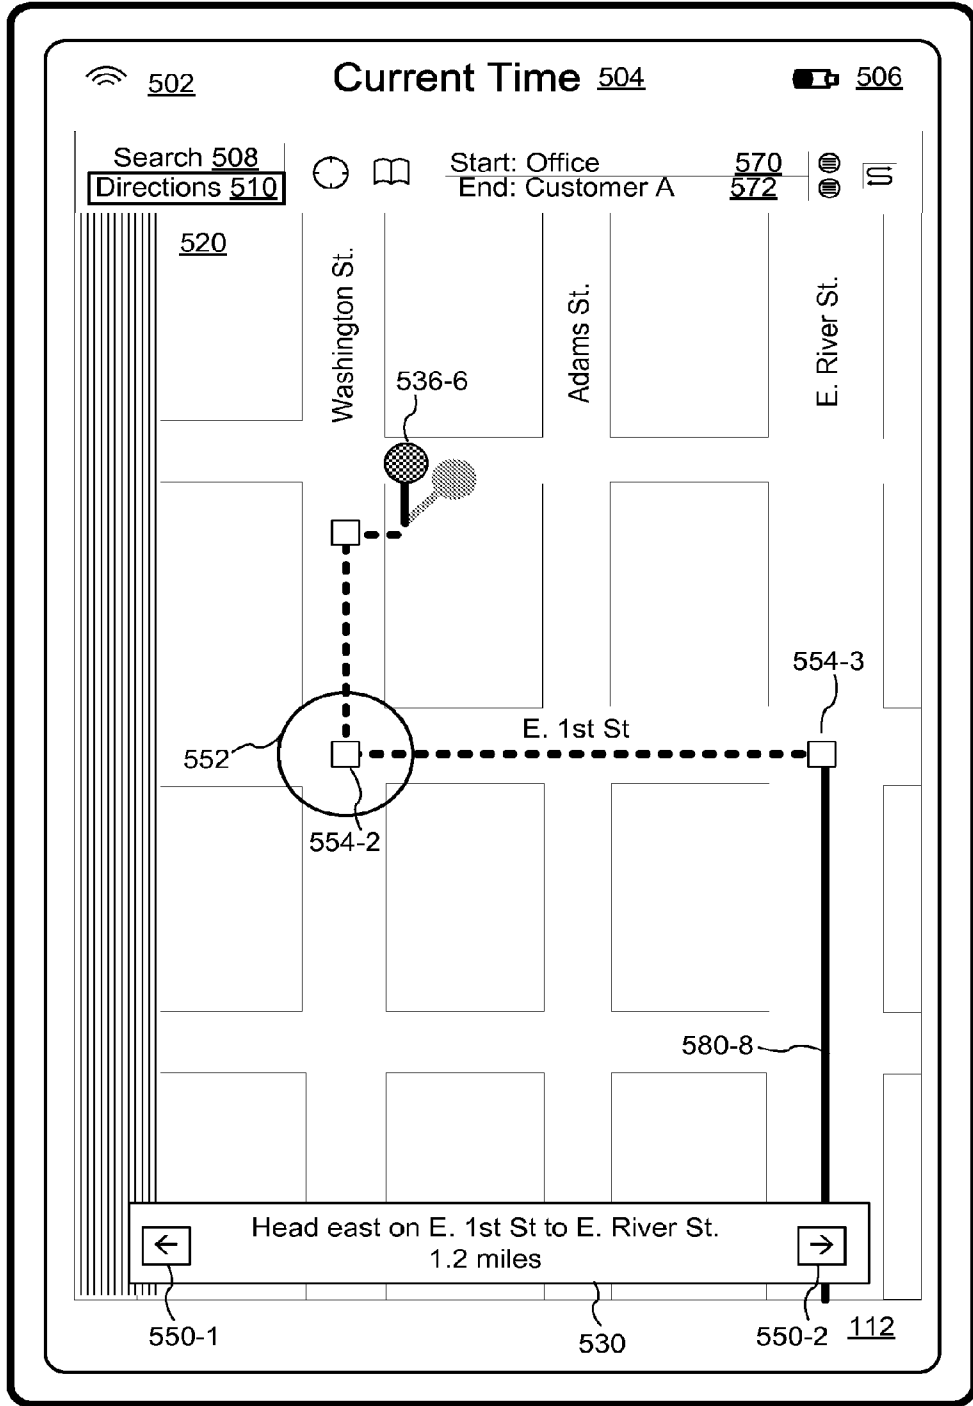 502
Current Time 504
506
Search 508
Directions 510
Start: Office 570
End: Customer A 572
520
Washington St.
Adams St.
E. River St.
536-6
554-3
E. 1st St
552
554-2
580-8
Head east on E. 1st St to E. River St.
1.2 miles
550-1
530
550-2
112